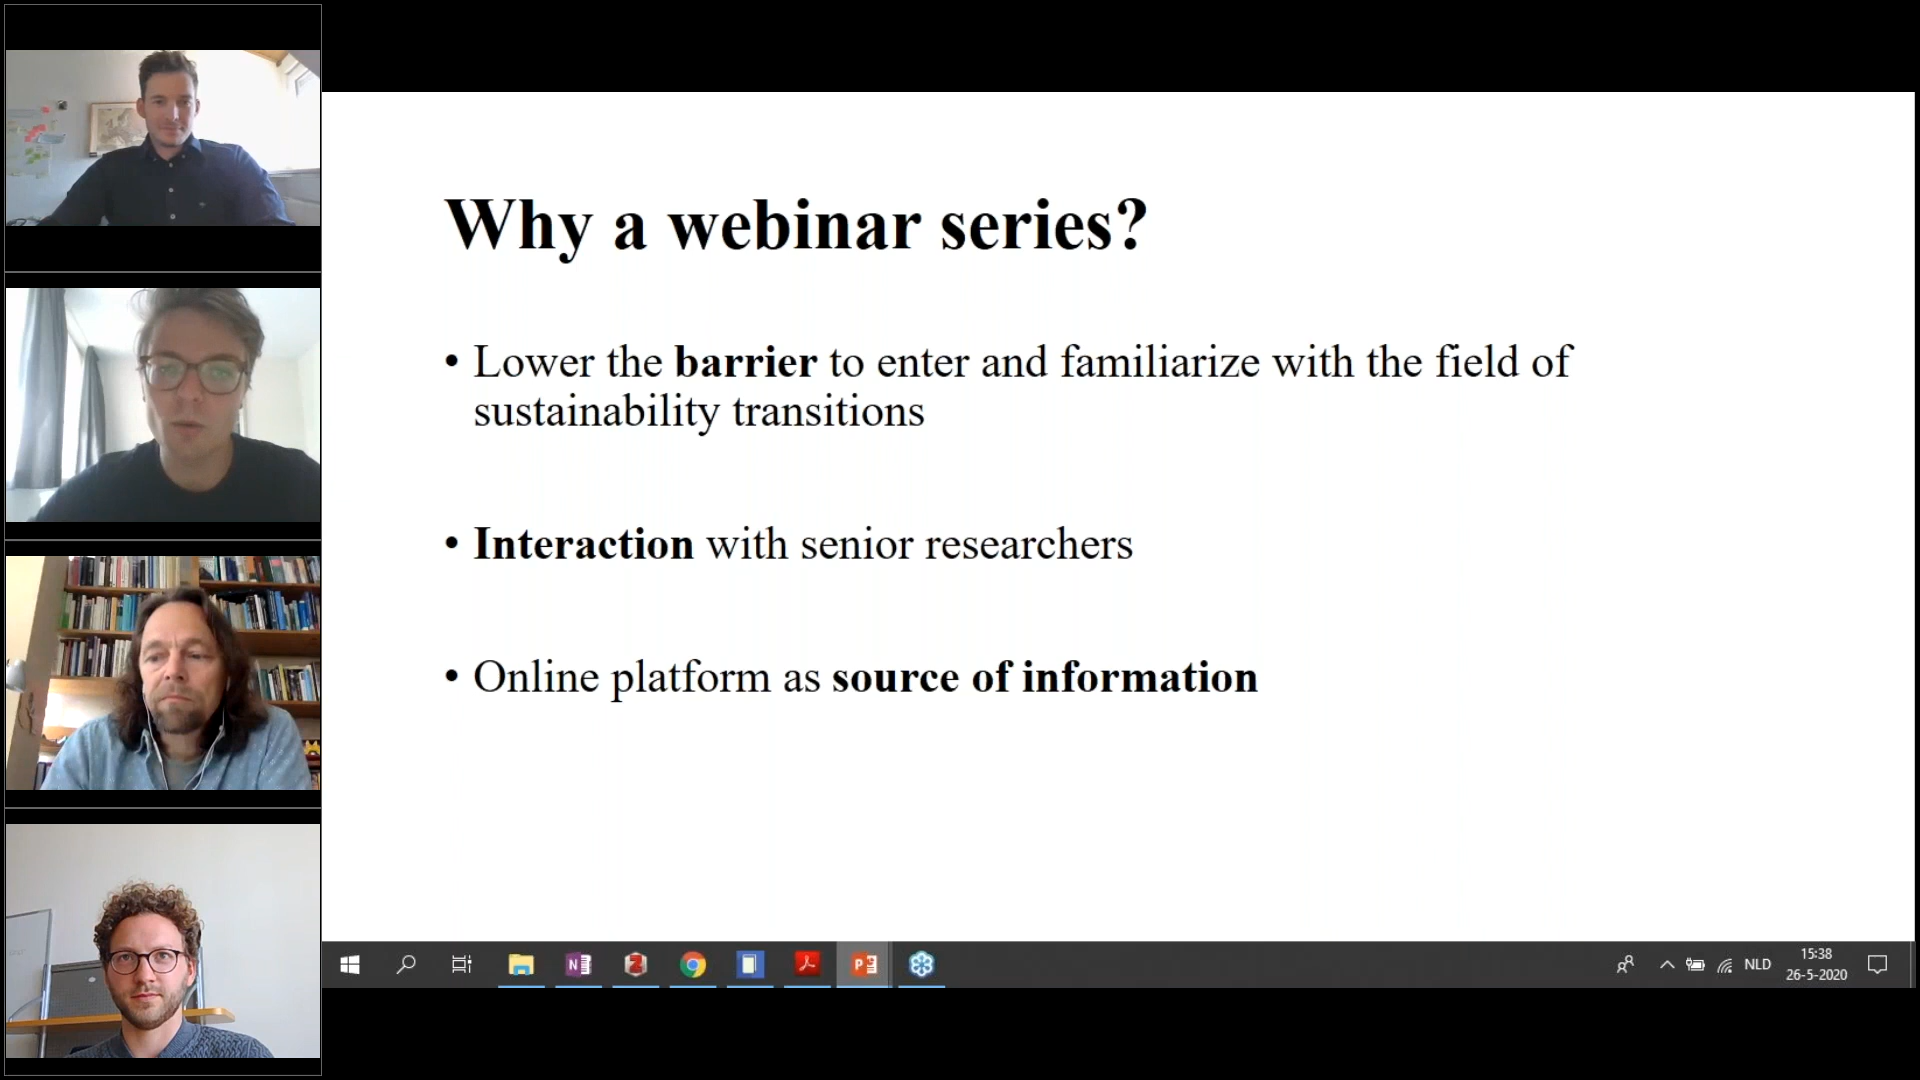 Why a webinar series?
• Lower the barrier to enter and familiarize with the field of
sustainability transitions
• Interaction with senior researchers
• Online platform as source of information
NLD
15:38
26-5-2020